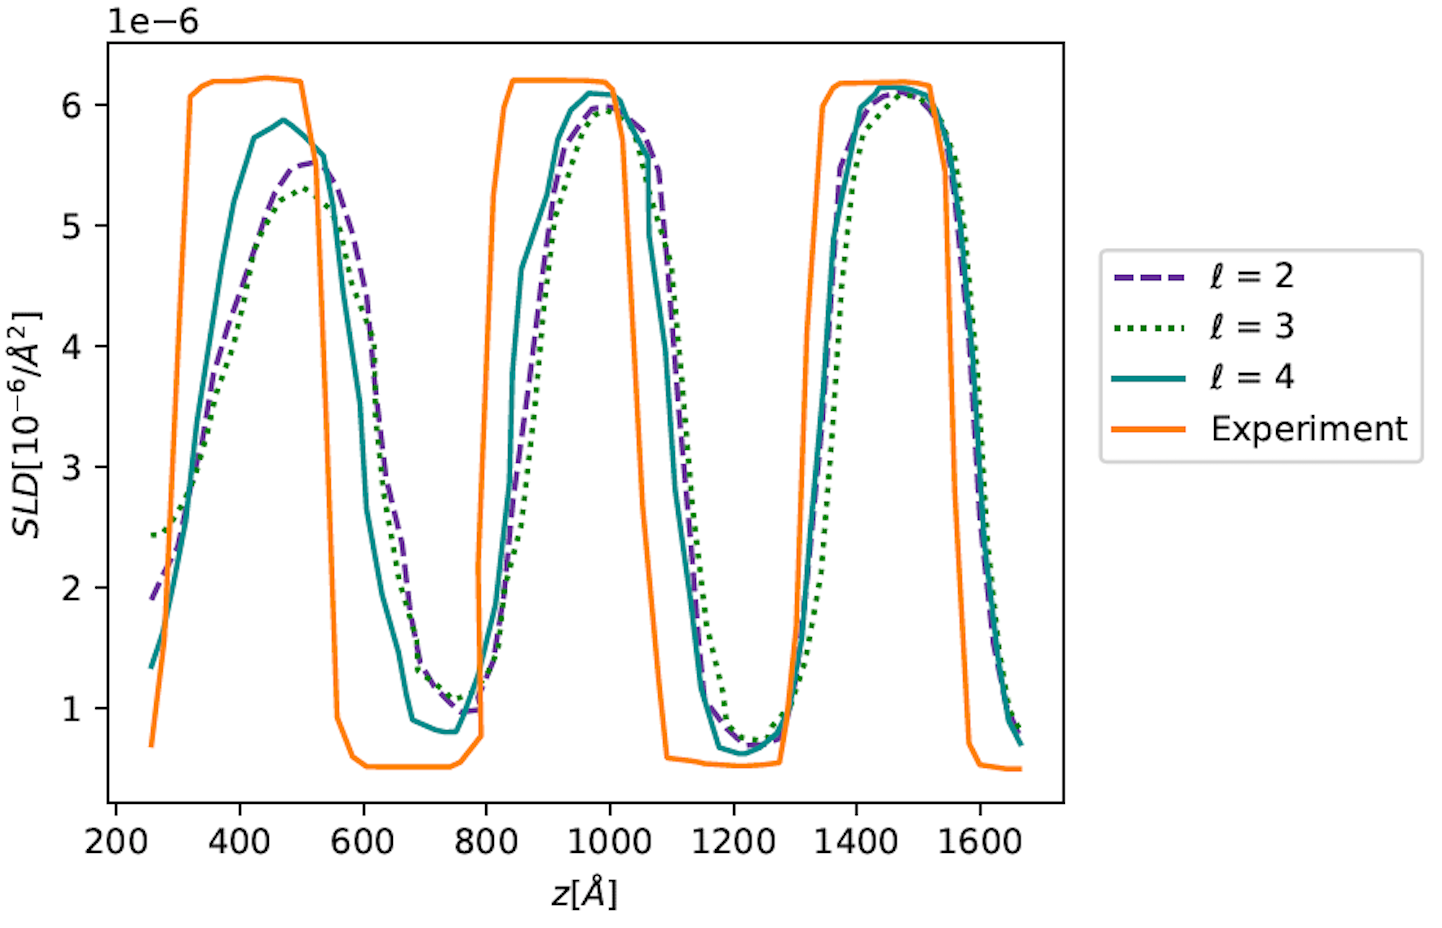 1e−6
6
5
4
3
2
1
SLD[10⁻⁶/Å²]
200 400 600 800 1000 1200 1400 1600
z[Å]
ℓ = 2
ℓ = 3
ℓ = 4
Experiment